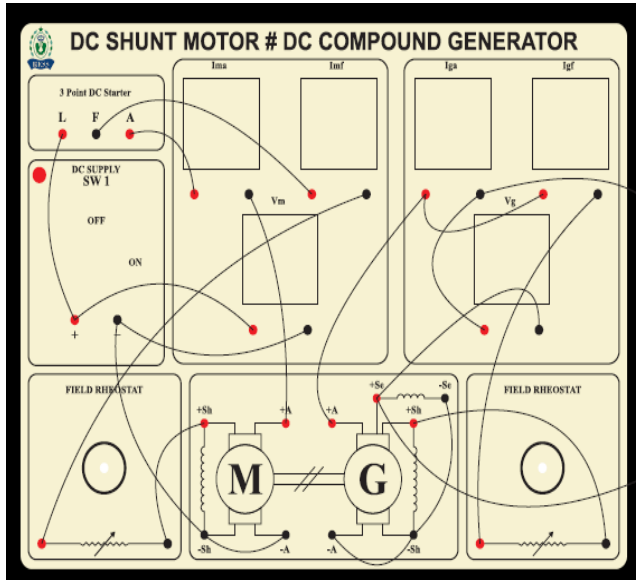 DC SHUNT MOTOR # DC COMPOUND GENERATOR
BESS
3 Point DC Starter
L F A
DC SUPPLY
SW 1
OFF
ON
+ –
Ima Imf
Vm
Iga Igf
Vg
FIELD RHEOSTAT
+Sh +A +A +Se -Se +Sh
M G
-Sh -A -A -Sh
FIELD RHEOSTAT